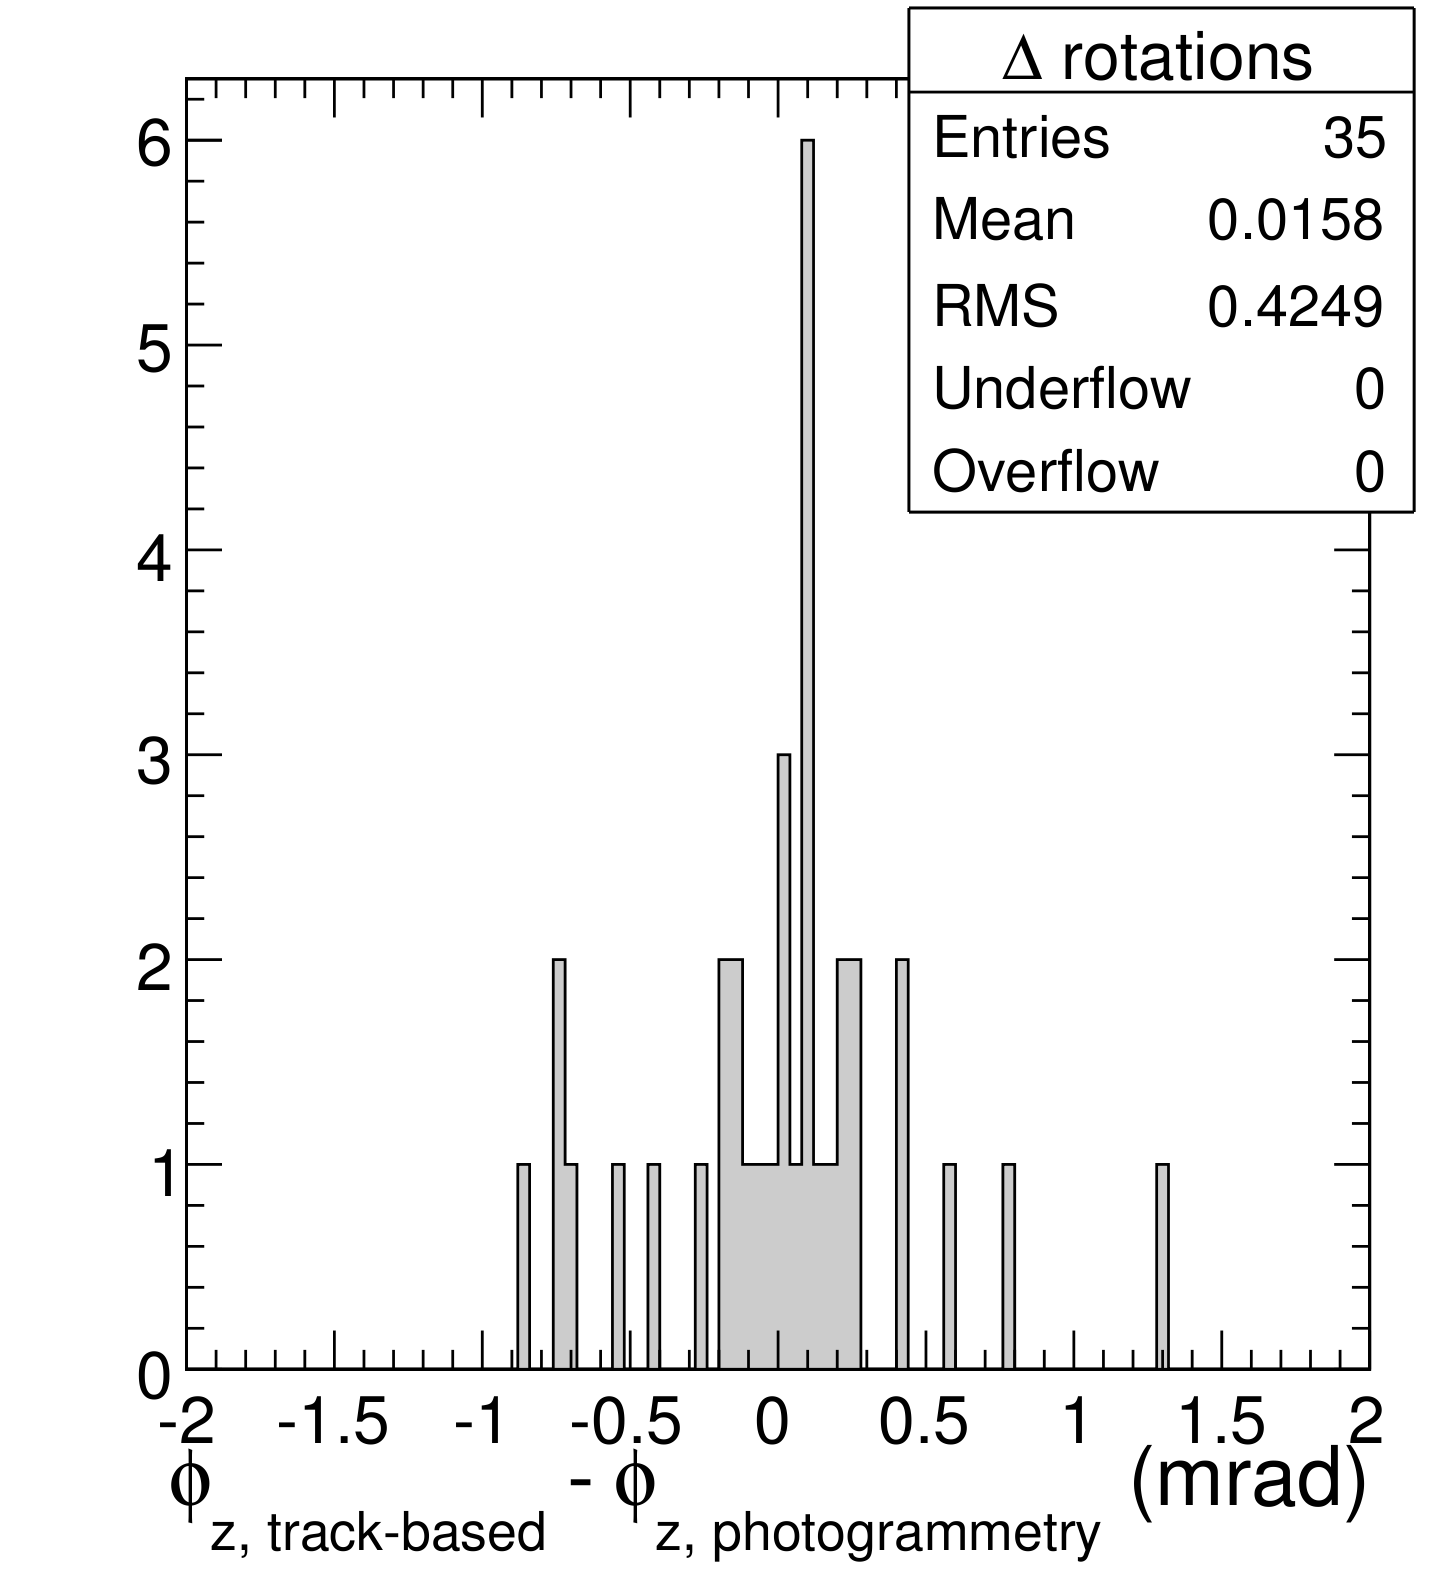 Δ rotations
Entries 35
Mean 0.0158
RMS 0.4249
Underflow 0
Overflow 0
6
5
4
3
2
1
0
-2 -1.5 -1 -0.5 0 0.5 1 1.5 2
ϕz, track-based - ϕz, photogrammetry (mrad)